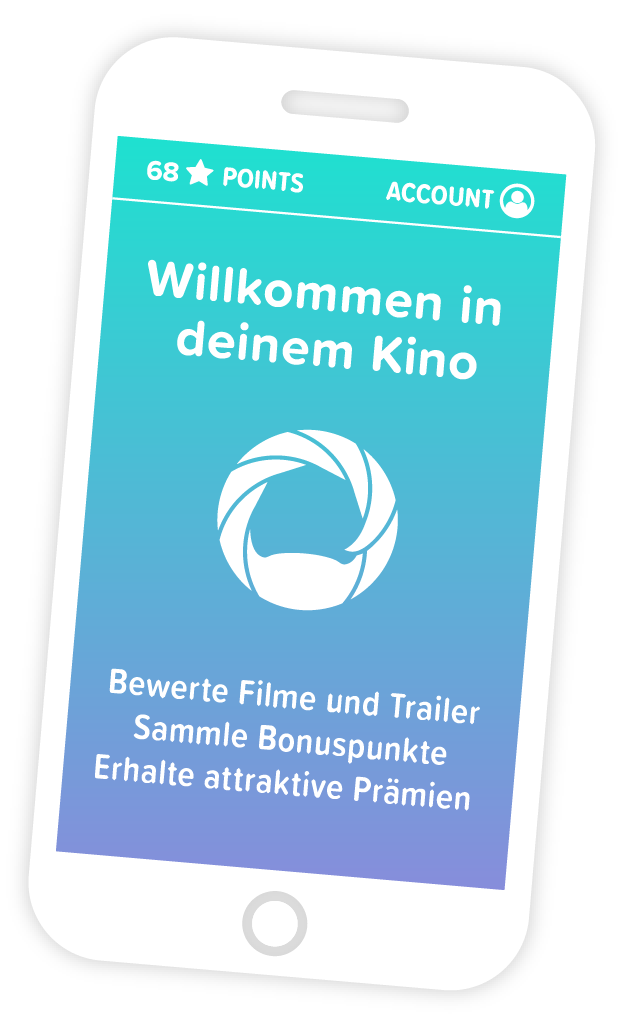 68 POINTS ACCOUNT
Willkommen in
deinem Kino
Bewerte Filme und Trailer
Sammle Bonuspunkte
Erhalte attraktive Prämien